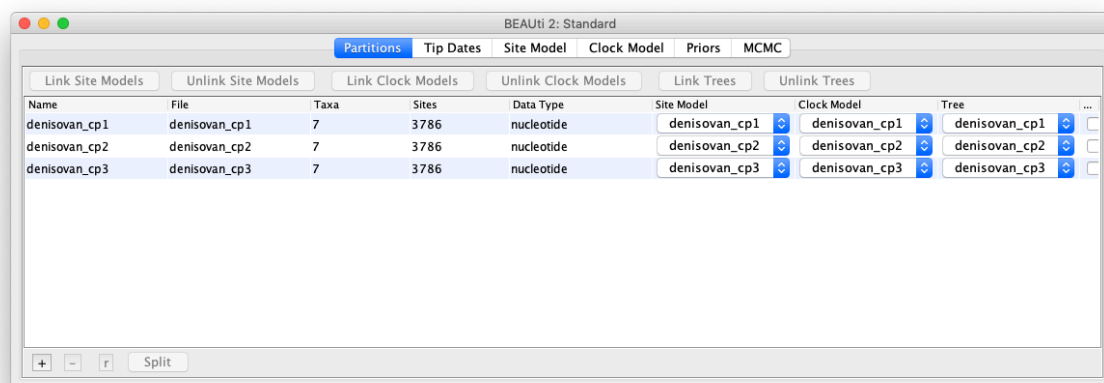 BEAUti 2: Standard
Partitions Tip Dates Site Model Clock Model Priors MCMC
Link Site Models Unlink Site Models Link Clock Models Unlink Clock Models Link Trees Unlink Trees
Name File Taxa Sites Data Type Site Model Clock Model Tree ...
denisovan_cp1 denisovan_cp1 7 3786 nucleotide denisovan_cp1 denisovan_cp1 denisovan_cp1
denisovan_cp2 denisovan_cp2 7 3786 nucleotide denisovan_cp2 denisovan_cp2 denisovan_cp2
denisovan_cp3 denisovan_cp3 7 3786 nucleotide denisovan_cp3 denisovan_cp3 denisovan_cp3
+ - r Split